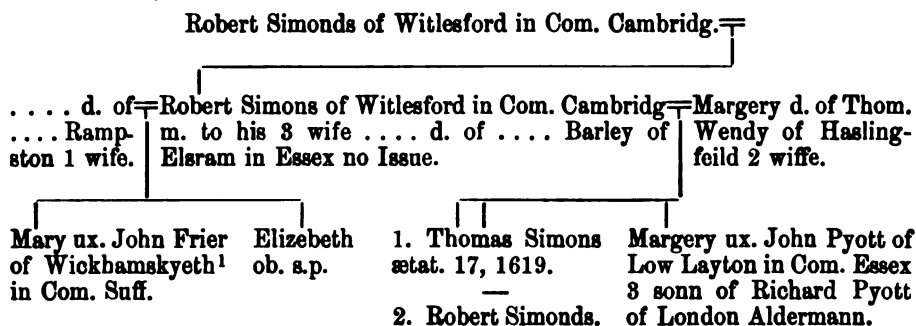 Robert Simonds of Witlesford in Com. Cambridg.
. . . . d. of
. . . . Ramp-
ston 1 wife.
Robert Simons of Witlesford in Com. Cambridg
m. to his 3 wife . . . . d. of . . . . Barley of
Elsram in Essex no Issue.
Margery d. of Thom.
Wendy of Hasling-
feild 2 wiffe.
Mary ux. John Frier
of Wickhamskyeth¹
in Com. Suff.
Elizebeth
ob. s.p.
1. Thomas Simons
ætat. 17, 1619.
—
2. Robert Simonds.
Margery ux. John Pyott of
Low Layton in Com. Essex
3 sonn of Richard Pyott
of London Aldermann.